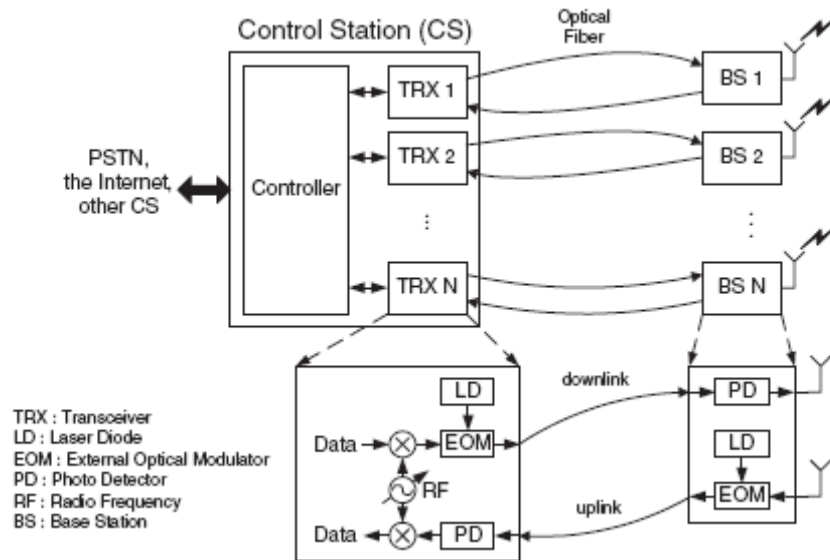 Control Station (CS)
Optical
Fiber
TRX 1
BS 1
TRX 2
BS 2
PSTN,
the Internet,
other CS
Controller
...
⋮
TRX N
BS N
LD
downlink
PD
TRX : Transceiver
LD : Laser Diode
EOM : External Optical Modulator
PD : Photo Detector
RF : Radio Frequency
BS : Base Station
Data
EOM
LD
RF
EOM
uplink
Data
PD